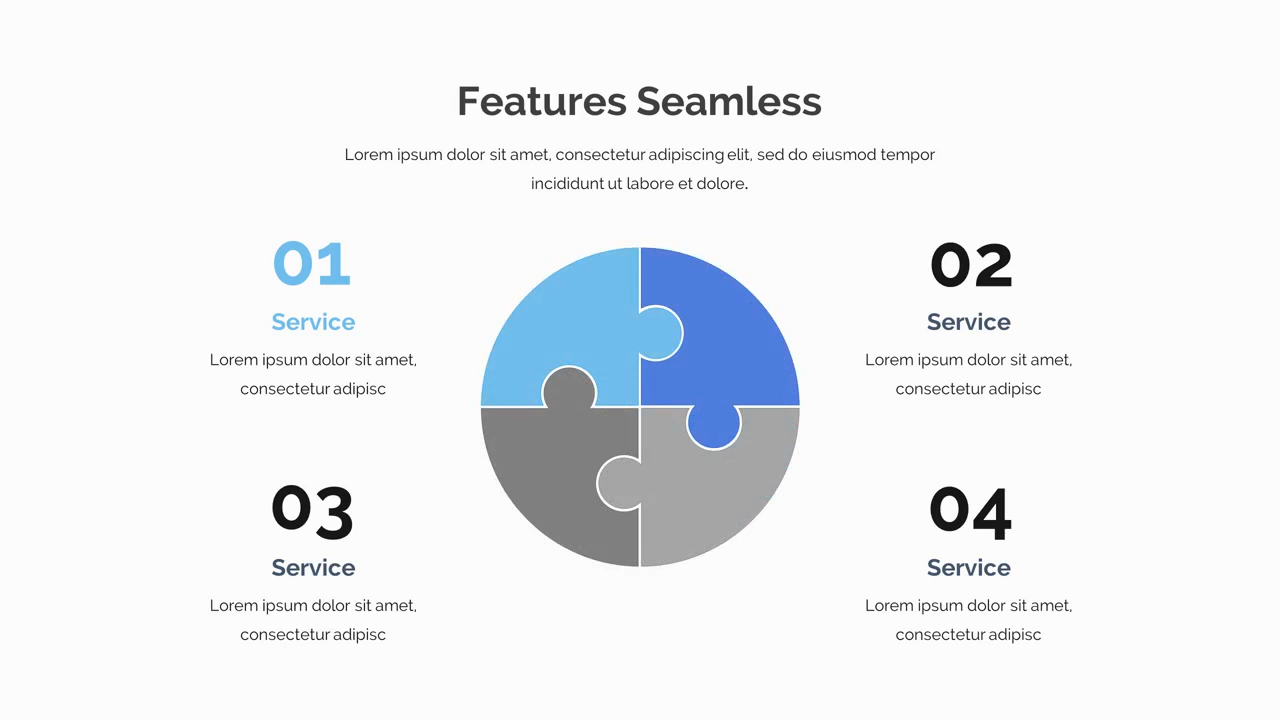 Features Seamless
Lorem ipsum dolor sit amet, consectetur adipiscing elit, sed do eiusmod tempor
incididunt ut labore et dolore.
01
Service
Lorem ipsum dolor sit amet,
consectetur adipisc
02
Service
Lorem ipsum dolor sit amet,
consectetur adipisc
03
Service
Lorem ipsum dolor sit amet,
consectetur adipisc
04
Service
Lorem ipsum dolor sit amet,
consectetur adipisc